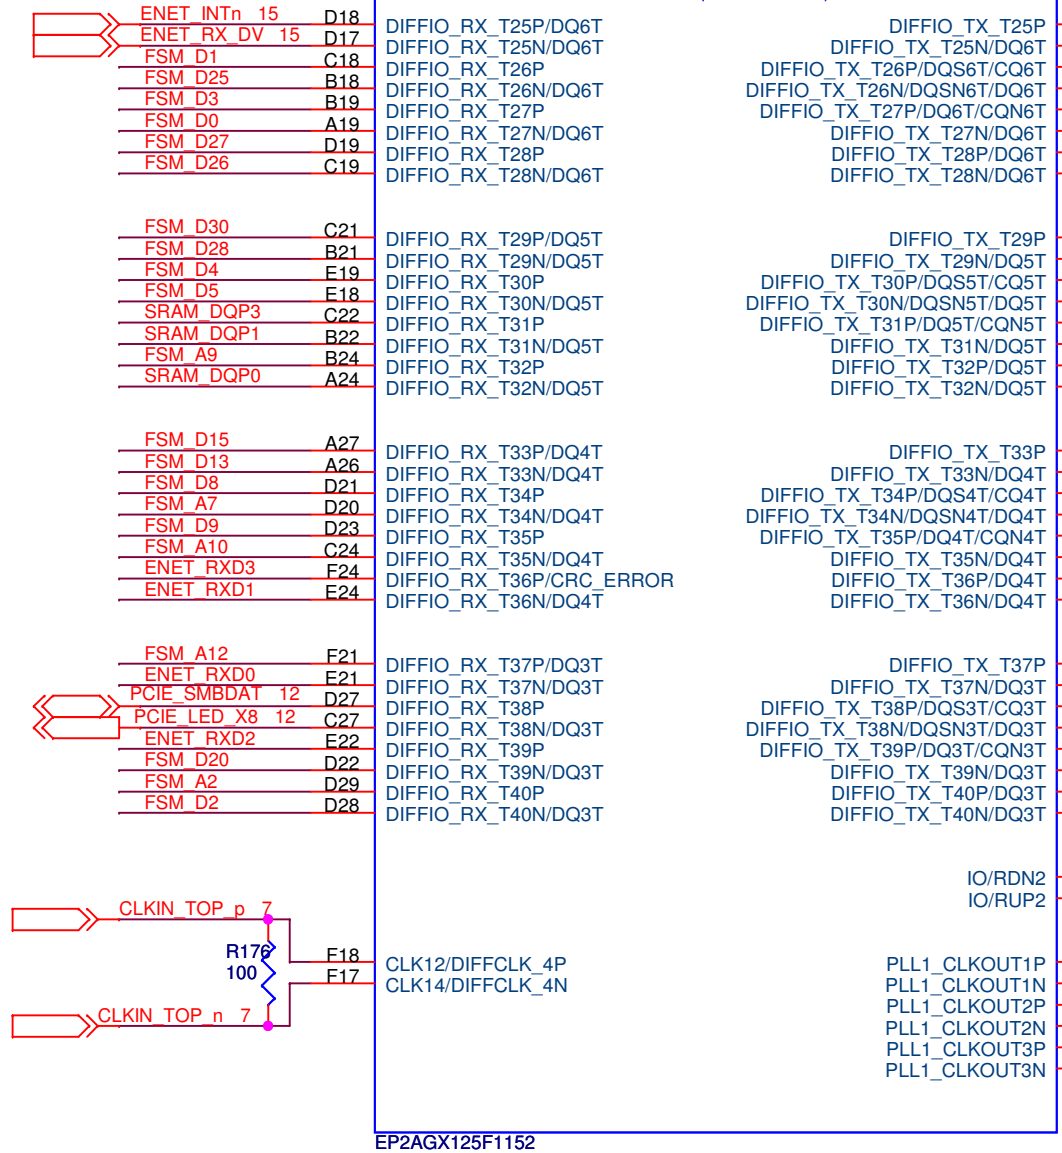 ENET_INTn 15 D18 DIFFIO_RX_T25P/DQ6T DIFFIO_TX_T25P
ENET_RX_DV 15 D17 DIFFIO_RX_T25N/DQ6T DIFFIO_TX_T25N/DQ6T
FSM_D1 C18 DIFFIO_RX_T26P DIFFIO_TX_T26P/DQS6T/CQ6T
FSM_D25 B18 DIFFIO_RX_T26N/DQ6T DIFFIO_TX_T26N/DQSN6T/DQ6T
FSM_D3 B19 DIFFIO_RX_T27P DIFFIO_TX_T27P/DQ6T/CQN6T
FSM_D0 A19 DIFFIO_RX_T27N/DQ6T DIFFIO_TX_T27N/DQ6T
FSM_D27 D19 DIFFIO_RX_T28P DIFFIO_TX_T28P/DQ6T
FSM_D26 C19 DIFFIO_RX_T28N/DQ6T DIFFIO_TX_T28N/DQ6T
FSM_D30 C21 DIFFIO_RX_T29P/DQ5T DIFFIO_TX_T29P
FSM_D28 B21 DIFFIO_RX_T29N/DQ5T DIFFIO_TX_T29N/DQ5T
FSM_D4 E19 DIFFIO_RX_T30P DIFFIO_TX_T30P/DQS5T/CQ5T
FSM_D5 E18 DIFFIO_RX_T30N/DQ5T DIFFIO_TX_T30N/DQSN5T/DQ5T
SRAM_DQP3 C22 DIFFIO_RX_T31P DIFFIO_TX_T31P/DQ5T/CQN5T
SRAM_DQP1 B22 DIFFIO_RX_T31N/DQ5T DIFFIO_TX_T31N/DQ5T
FSM_A9 B24 DIFFIO_RX_T32P DIFFIO_TX_T32P/DQ5T
SRAM_DQP0 A24 DIFFIO_RX_T32N/DQ5T DIFFIO_TX_T32N/DQ5T
FSM_D15 A27 DIFFIO_RX_T33P/DQ4T DIFFIO_TX_T33P
FSM_D13 A26 DIFFIO_RX_T33N/DQ4T DIFFIO_TX_T33N/DQ4T
FSM_D8 D21 DIFFIO_RX_T34P DIFFIO_TX_T34P/DQS4T/CQ4T
FSM_A7 D20 DIFFIO_RX_T34N/DQ4T DIFFIO_TX_T34N/DQSN4T/DQ4T
FSM_D9 D23 DIFFIO_RX_T35P DIFFIO_TX_T35P/DQ4T/CQN4T
FSM_A10 C24 DIFFIO_RX_T35N/DQ4T DIFFIO_TX_T35N/DQ4T
ENET_RXD3 F24 DIFFIO_RX_T36P/CRC_ERROR DIFFIO_TX_T36P/DQ4T
ENET_RXD1 E24 DIFFIO_RX_T36N/DQ4T DIFFIO_TX_T36N/DQ4T
FSM_A12 F21 DIFFIO_RX_T37P/DQ3T DIFFIO_TX_T37P
ENET_RXD0 E21 DIFFIO_RX_T37N/DQ3T DIFFIO_TX_T37N/DQ3T
PCIE_SMBDAT 12 D27 DIFFIO_RX_T38P DIFFIO_TX_T38P/DQS3T/CQ3T
PCIE_LED_X8 12 C27 DIFFIO_RX_T38N/DQ3T DIFFIO_TX_T38N/DQSN3T/DQ3T
ENET_RXD2 E22 DIFFIO_RX_T39P DIFFIO_TX_T39P/DQ3T/CQN3T
FSM_D20 D22 DIFFIO_RX_T39N/DQ3T DIFFIO_TX_T39N/DQ3T
FSM_A2 D29 DIFFIO_RX_T40P DIFFIO_TX_T40P/DQ3T
FSM_D2 D28 DIFFIO_RX_T40N/DQ3T DIFFIO_TX_T40N/DQ3T
IO/RDN2
IO/RUP2
CLKIN_TOP_p 7
R176
100
F18 CLK12/DIFFCLK_4P PLL1_CLKOUT1P
F17 CLK14/DIFFCLK_4N PLL1_CLKOUT1N
PLL1_CLKOUT2P
CLKIN_TOP_n 7
PLL1_CLKOUT2N
PLL1_CLKOUT3P
PLL1_CLKOUT3N
EP2AGX125F1152